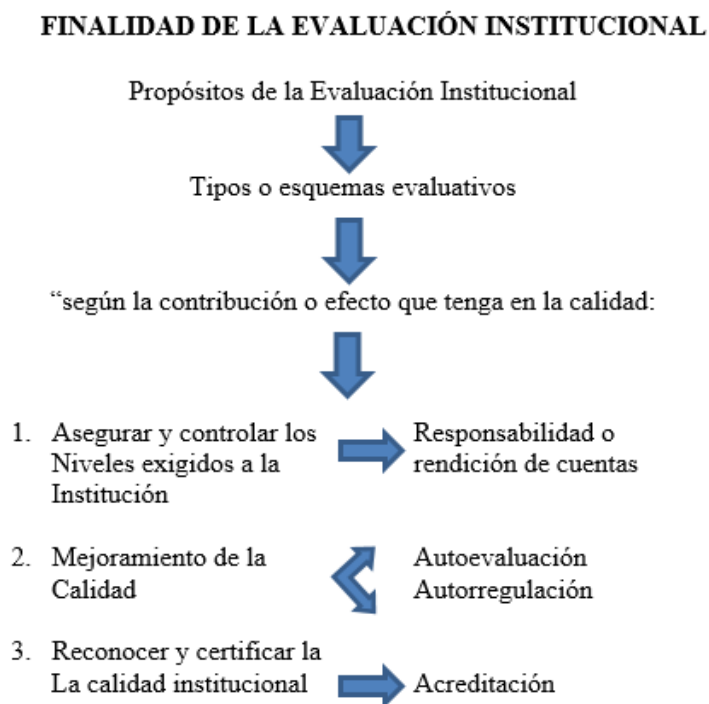 FINALIDAD DE LA EVALUACIÓN INSTITUCIONAL
Propósitos de la Evaluación Institucional
Tipos o esquemas evaluativos
“según la contribución o efecto que tenga en la calidad:
1. Asegurar y controlar los
Niveles exigidos a la
Institución
Responsabilidad o
rendición de cuentas
2. Mejoramiento de la
Calidad
Autoevaluación
Autorregulación
3. Reconocer y certificar la
La calidad institucional
Acreditación